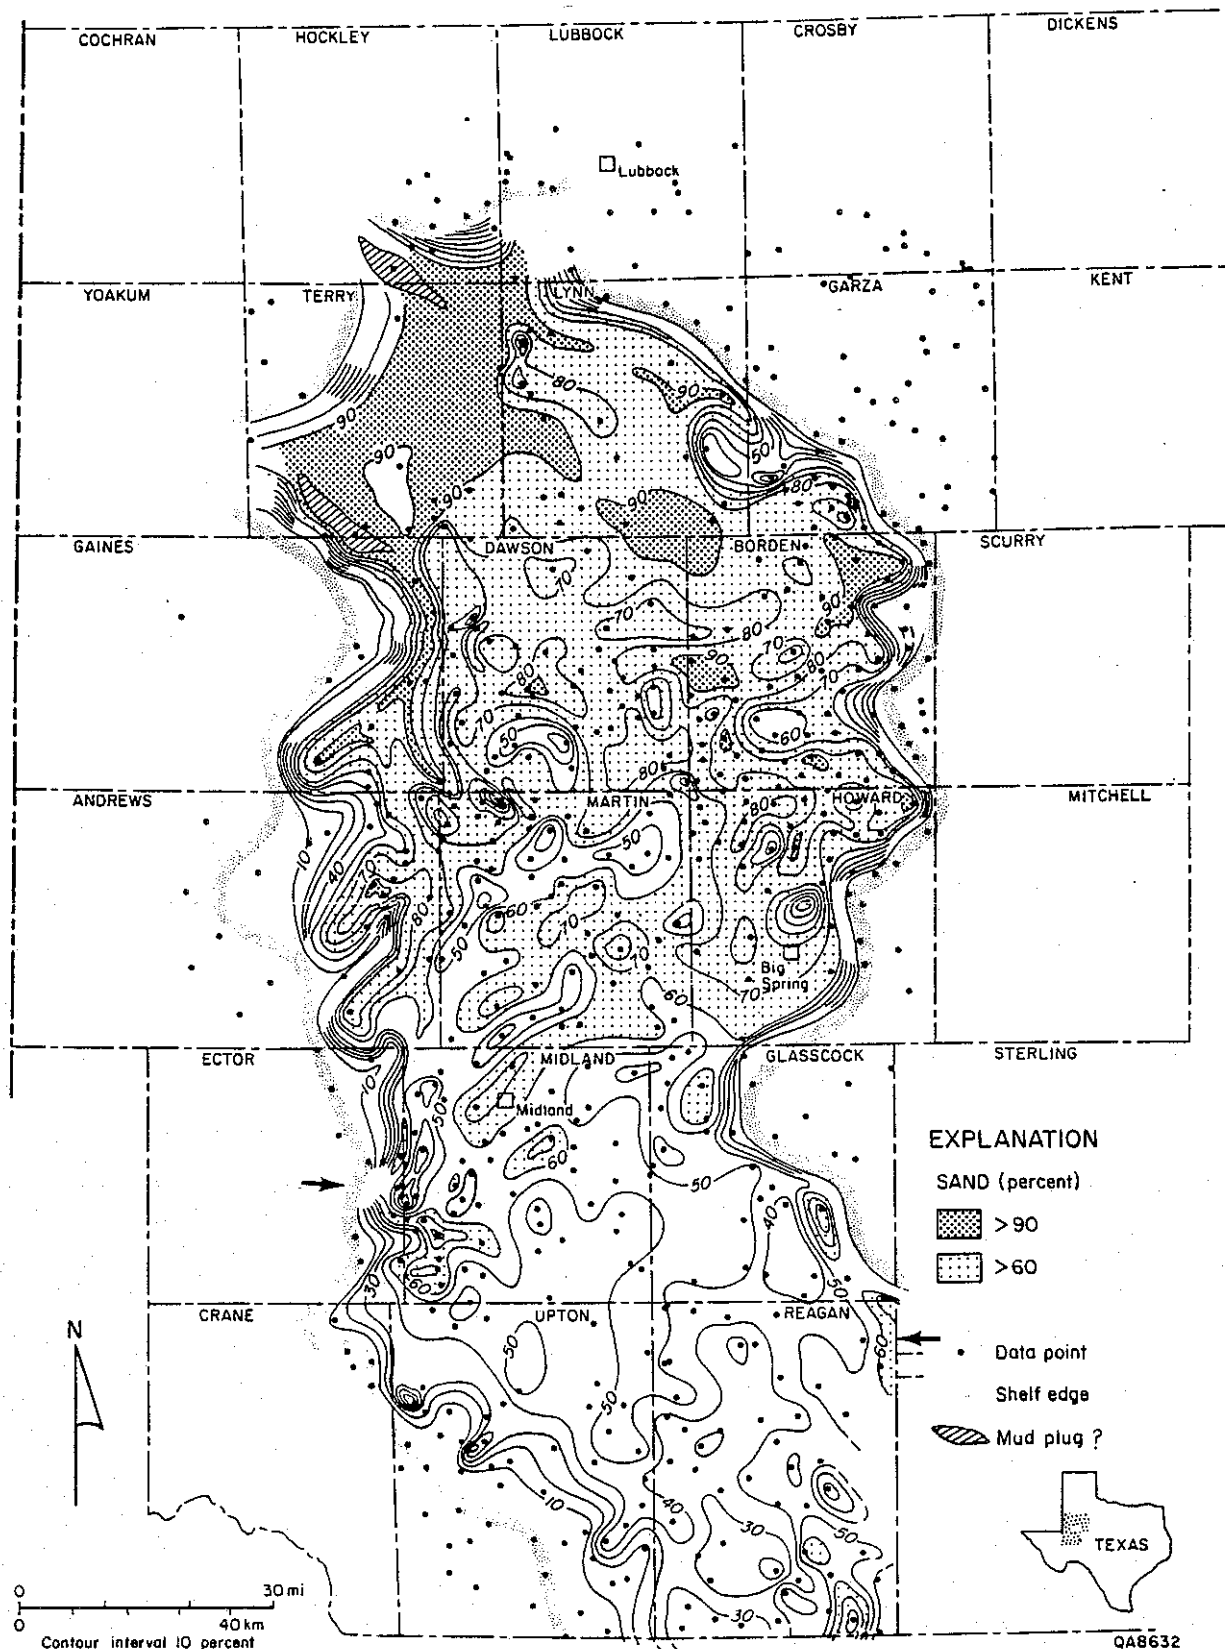 COCHRAN
HOCKLEY
LUBBOCK
CROSBY
DICKENS
Lubbock
YOAKUM
TERRY
LYNN
GARZA
KENT
80
90
90
50
90
80
90
90
GAINES
DAWSON
BORDEN
SCURRY
70
70
90
80
70
80
90
80
70
70
50
60
80
ANDREWS
MARTIN
HOWARD
MITCHELL
80
50
10
40
80
60
50
70
70
Big
Spring
60
70
ECTOR
MIDLAND
GLASSCOCK
STERLING
10
50
Midland
60
50
40
EXPLANATION
SAND (percent)
>90
>60
30
60
50
CRANE
UPTON
REAGAN
N
50
60
Data point
Shelf edge
Mud plug ?
50
10
40
30
50
TEXAS
30
0
30 mi
0
40 km
Contour interval 10 percent
QA8632